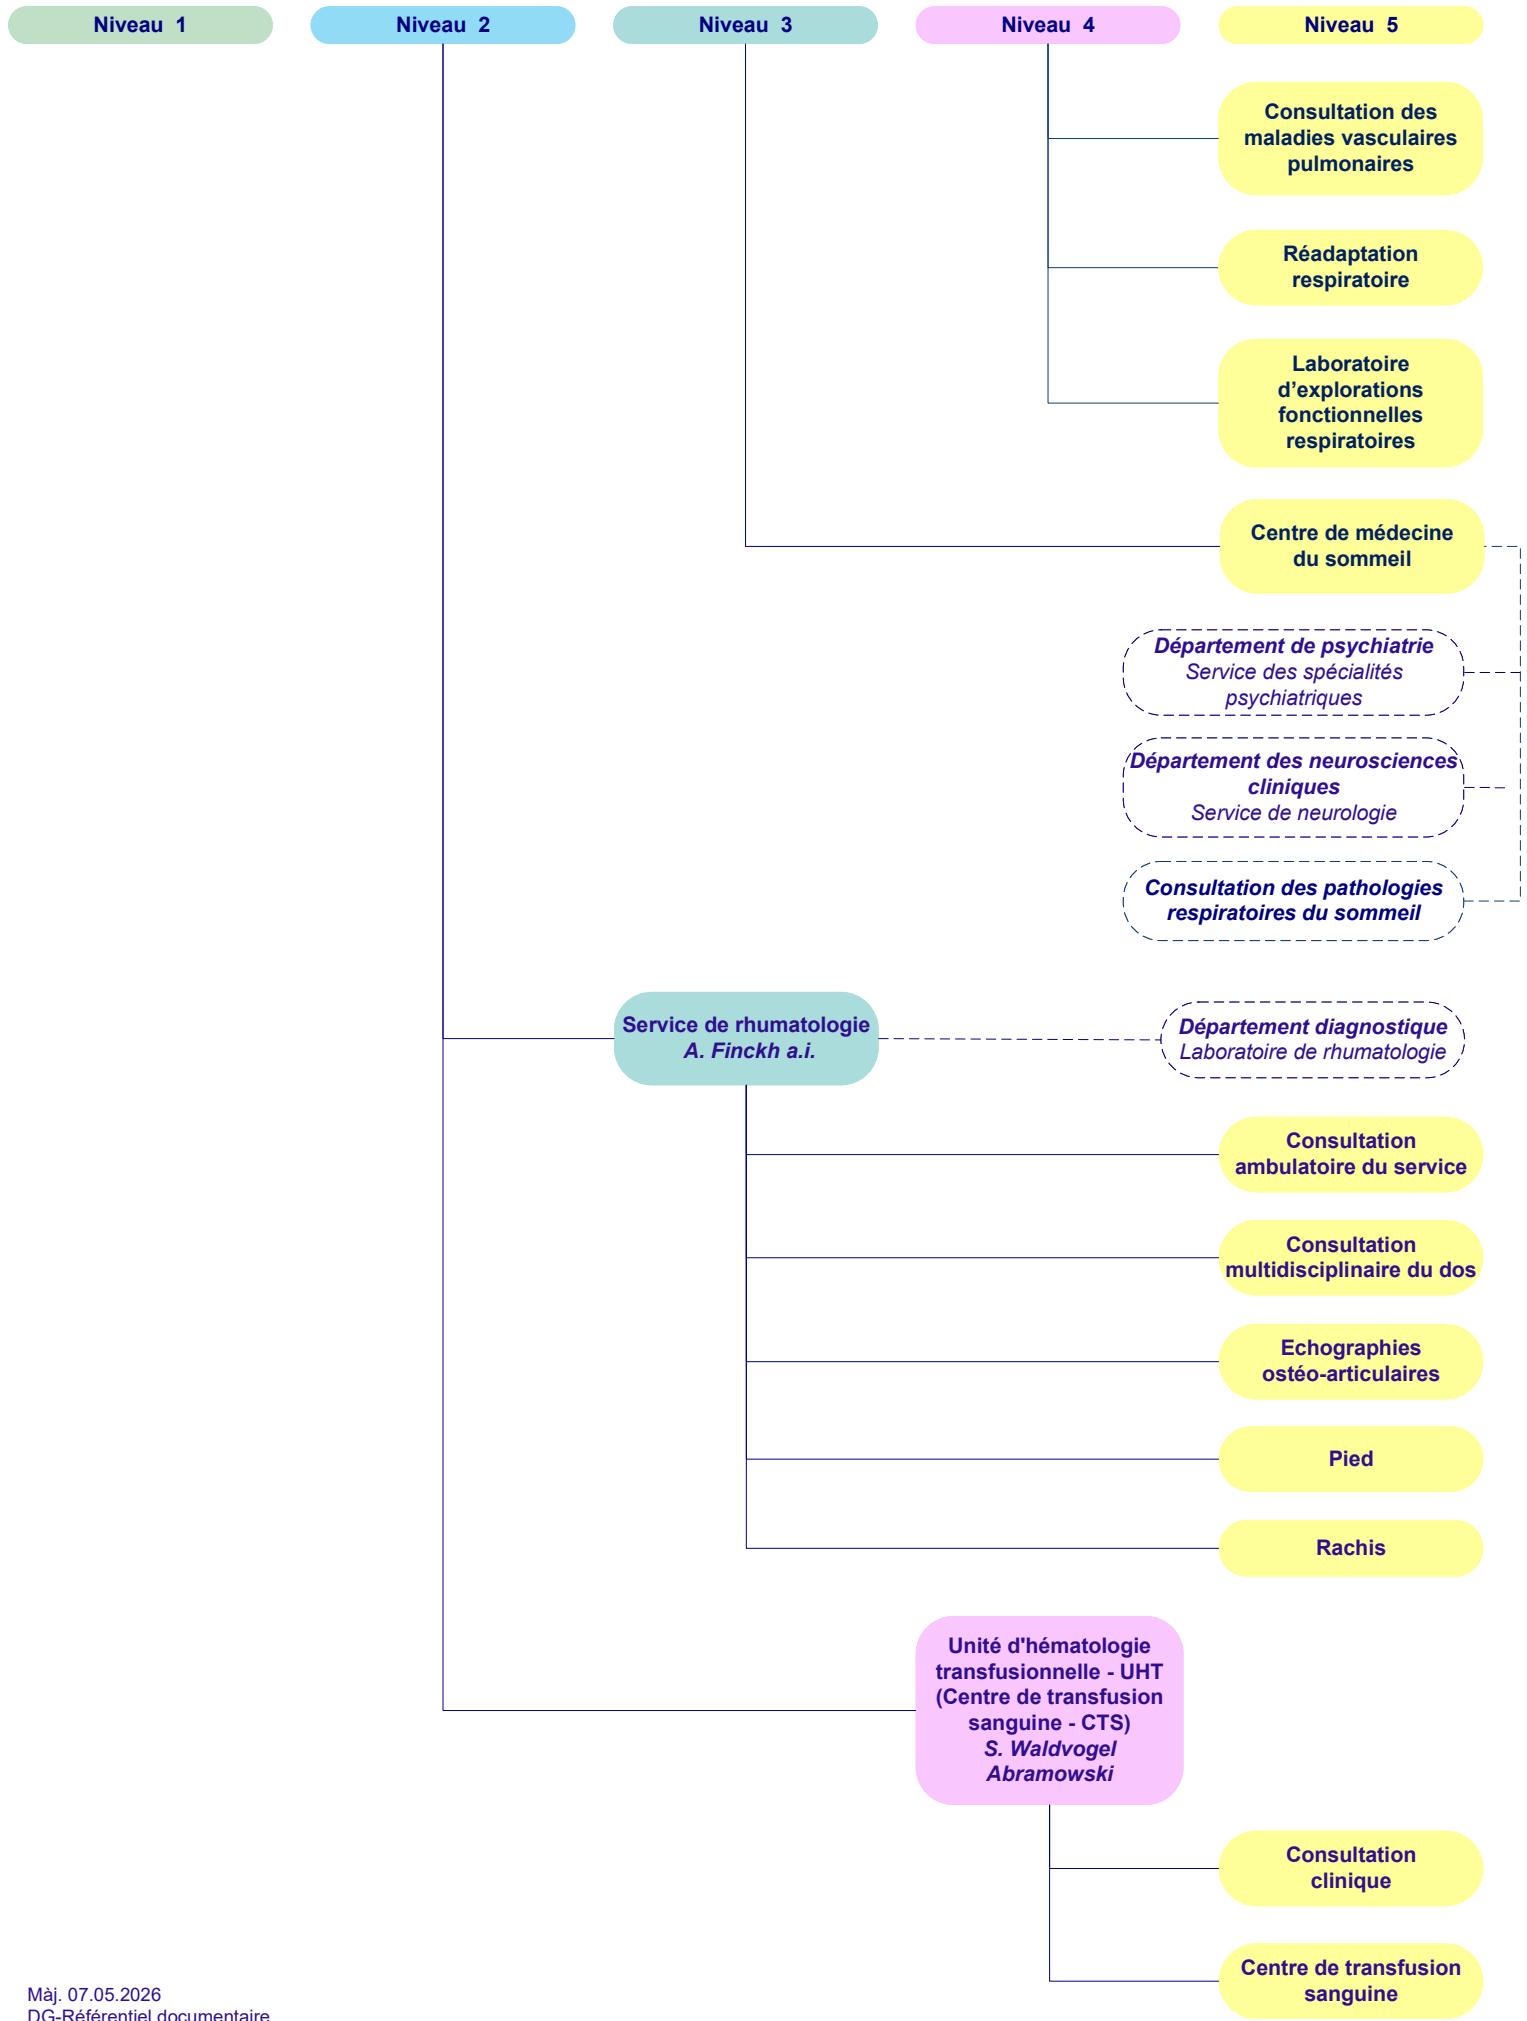 Niveau 1
Niveau 2
Niveau 3
Niveau 4
Niveau 5
Consultation des
maladies vasculaires
pulmonaires
Réadaptation
respiratoire
Laboratoire
d’explorations
fonctionnelles
respiratoires
Centre de médecine
du sommeil
Département de psychiatrie
Service des spécialités
psychiatriques
Département des neurosciences
cliniques
Service de neurologie
Consultation des pathologies
respiratoires du sommeil
Service de rhumatologie
A. Finckh a.i.
Département diagnostique
Laboratoire de rhumatologie
Consultation
ambulatoire du service
Consultation
multidisciplinaire du dos
Echographies
ostéo-articulaires
Pied
Rachis
Unité d'hématologie
transfusionnelle - UHT
(Centre de transfusion
sanguine - CTS)
S. Waldvogel
Abramowski
Consultation
clinique
Centre de transfusion
sanguine
Màj. 07.05.2026
DG-Référentiel documentaire